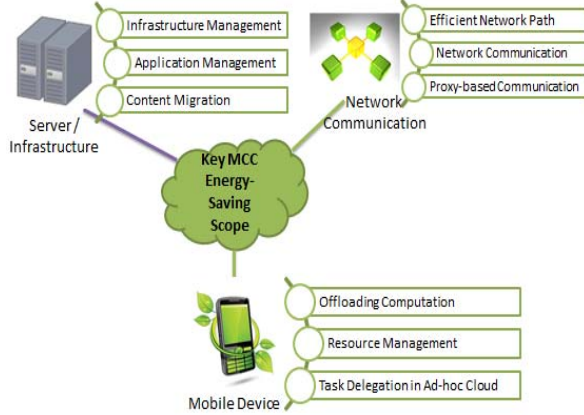 Infrastructure Management
Application Management
Content Migration
Server /
Infrastructure
Efficient Network Path
Network Communication
Proxy-based Communication
Network
Communication
Key MCC
Energy-
Saving
Scope
Offloading Computation
Resource Management
Task Delegation in Ad-hoc Cloud
Mobile Device